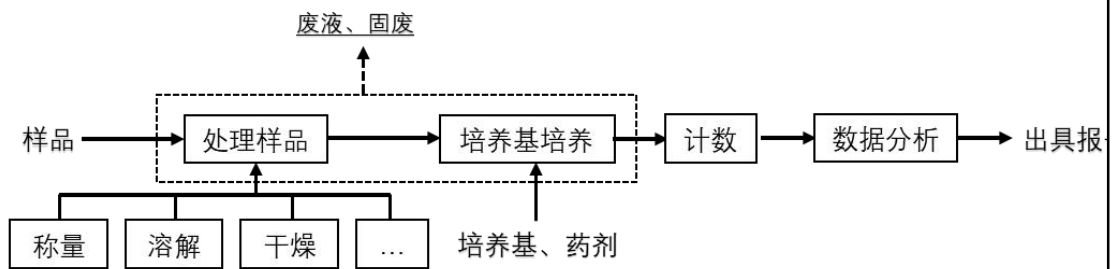 废液、固废
样品
处理样品
培养基培养
计数
数据分析
出具报
称量
溶解
干燥
...
培养基、药剂